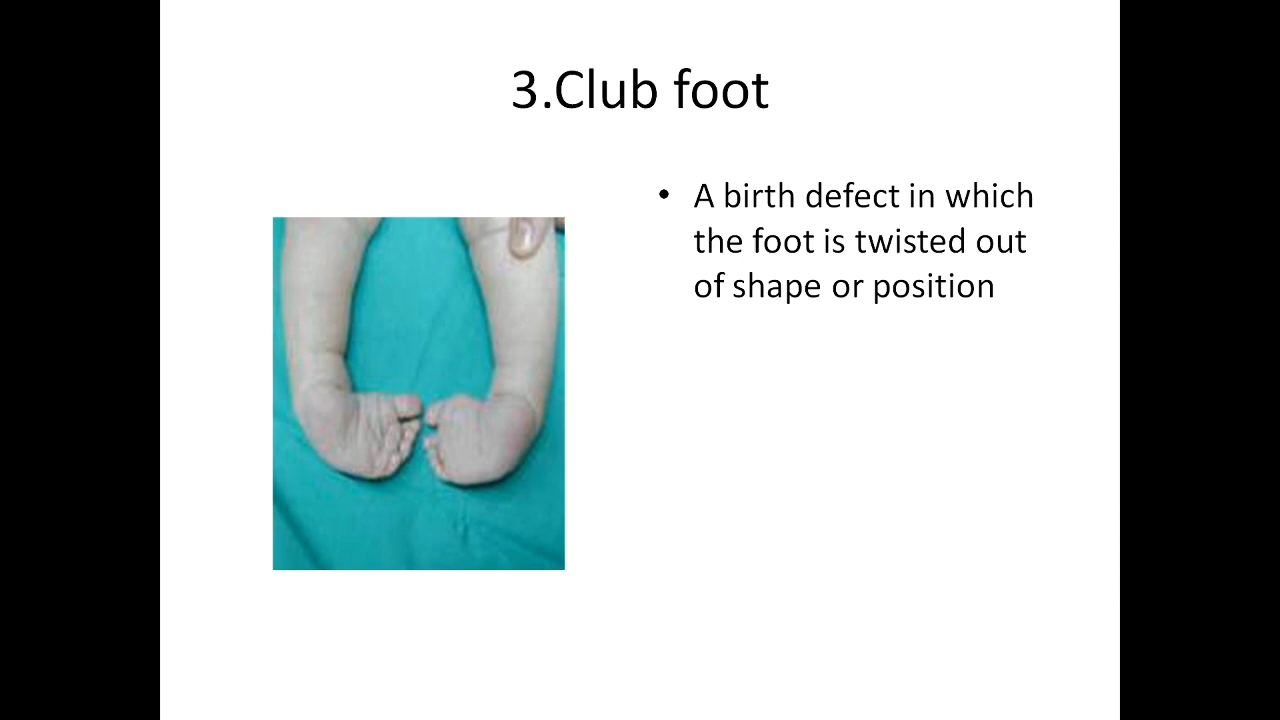 3.Club foot
• A birth defect in which
the foot is twisted out
of shape or position